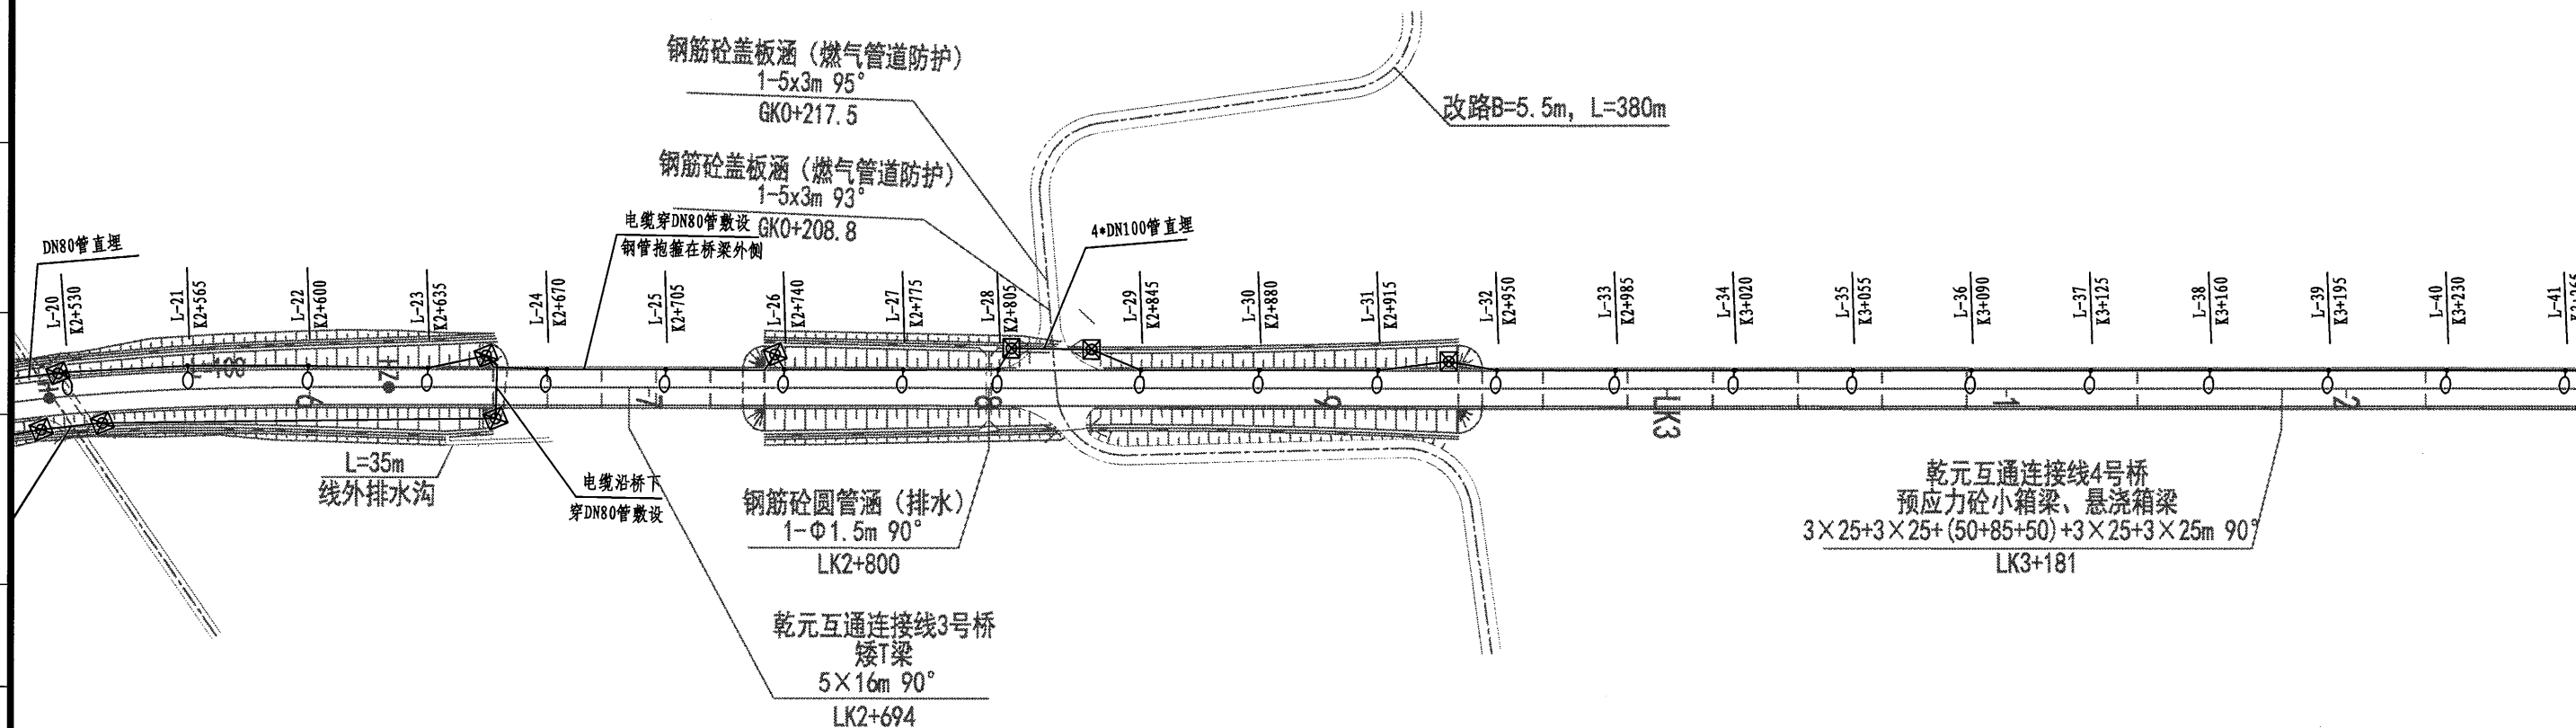 钢筋砼盖板涵（燃气管道防护）
1-5x3m 95°
GK0+217.5
改路B=5.5m, L=380m
钢筋砼盖板涵（燃气管道防护）
1-5x3m 93°
GK0+208.8
电缆穿DN80管敷设
钢管抱箍在桥梁外侧
4*DN100管直埋
DN80管直埋
L-20
K2+530
L-21
K2+565
L-22
K2+600
L-23
K2+635
L-24
K2+670
L-25
K2+705
L-26
K2+740
L-27
K2+775
L-28
K2+805
L-29
K2+845
L-30
K2+880
L-31
K2+915
L-32
K2+950
L-33
K2+985
L-34
K3+020
L-35
K3+055
L-36
K3+090
L-37
K3+125
L-38
K3+160
L-39
K3+195
L-40
K3+230
L-41
HZ
6
7
8
9
LK3
1
2
L=35m
线外排水沟
电缆沿桥下
穿DN80管敷设
钢筋砼圆管涵（排水）
1-Φ1.5m 90°
LK2+800
乾元互通连接线3号桥
矮T梁
5×16m 90°
LK2+694
乾元互通连接线4号桥
预应力砼小箱梁、悬浇箱梁
3×25+3×25+(50+85+50)+3×25+3×25m 90°
LK3+181